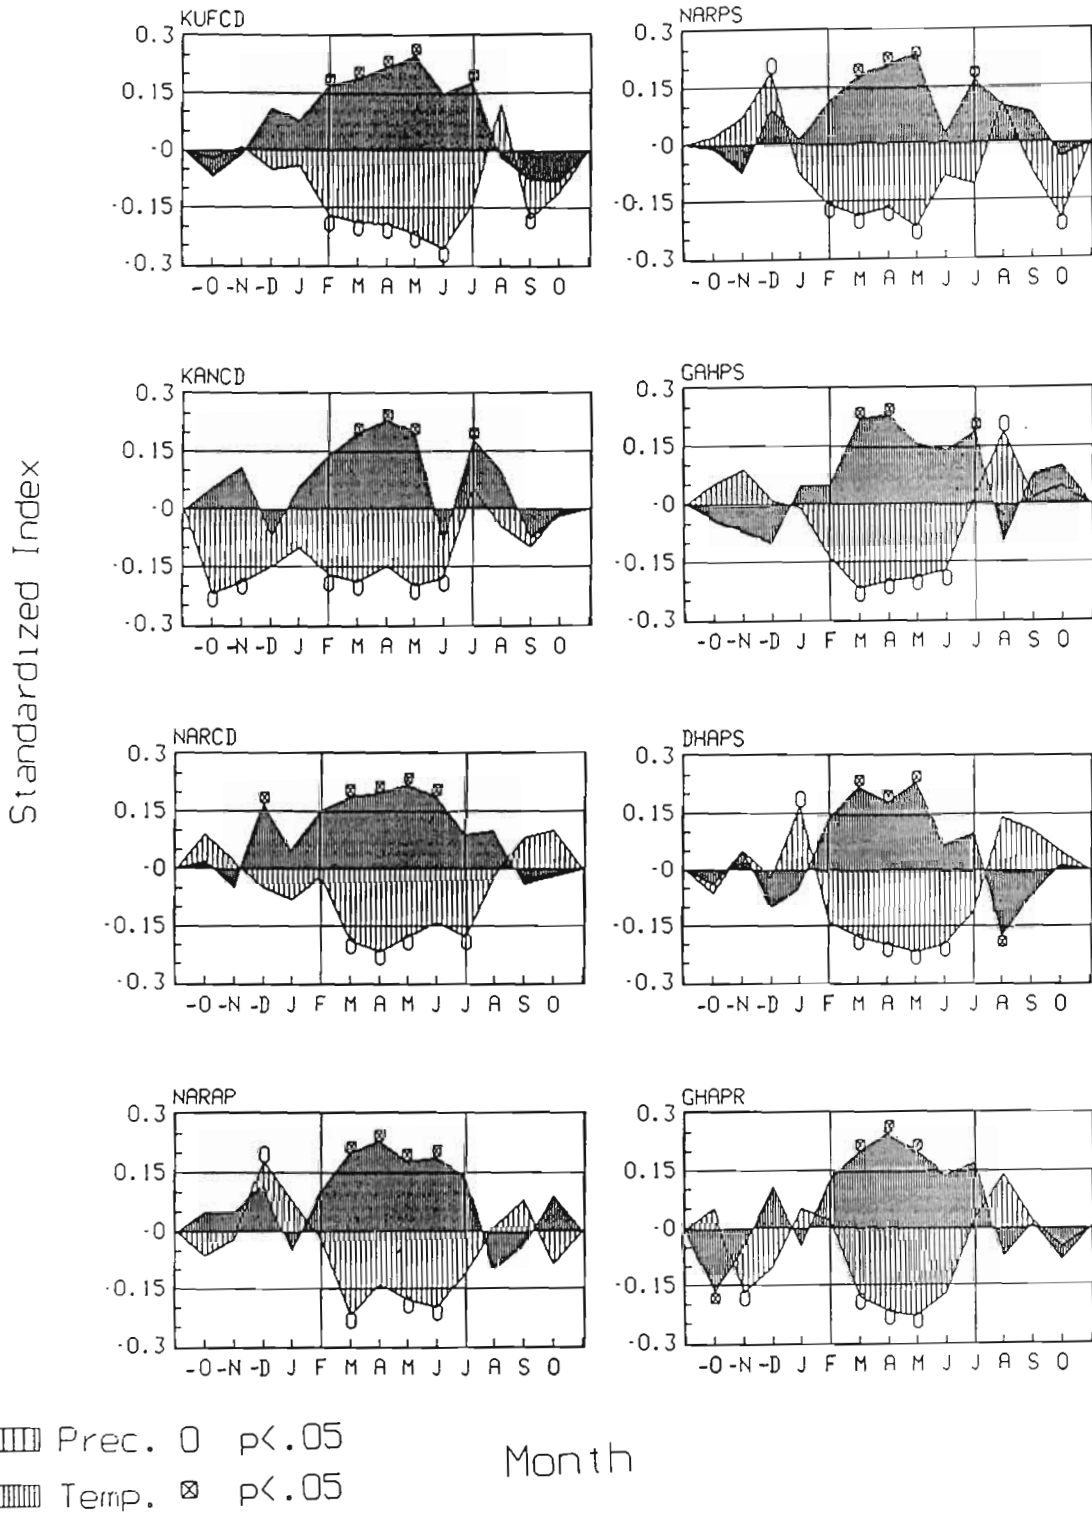 KUFCD
0.3
0.15
-0
-0.15
-0.3
-O -N -D J F M A M J J A S O
NARPS
0.3
0.15
-0
-0.15
-0.3
-O -N -D J F M A M J J A S O
KANCD
0.3
0.15
-0
-0.15
-0.3
-O -N -D J F M A M J J A S O
GAHPS
0.3
0.15
-0
-0.15
-0.3
-O -N -D J F M A M J J A S O
Standardized Index
NARCD
0.3
0.15
-0
-0.15
-0.3
-O -N -D J F M A M J J A S O
DHAPS
0.3
0.15
-0
-0.15
-0.3
-O -N -D J F M A M J J A S O
NARAP
0.3
0.15
-0
-0.15
-0.3
-O -N -D J F M A M J J A S O
GHAPR
0.3
0.15
-0
-0.15
-0.3
-O -N -D J F M A M J J A S O
Prec. p<.05
Temp. p<.05
Month